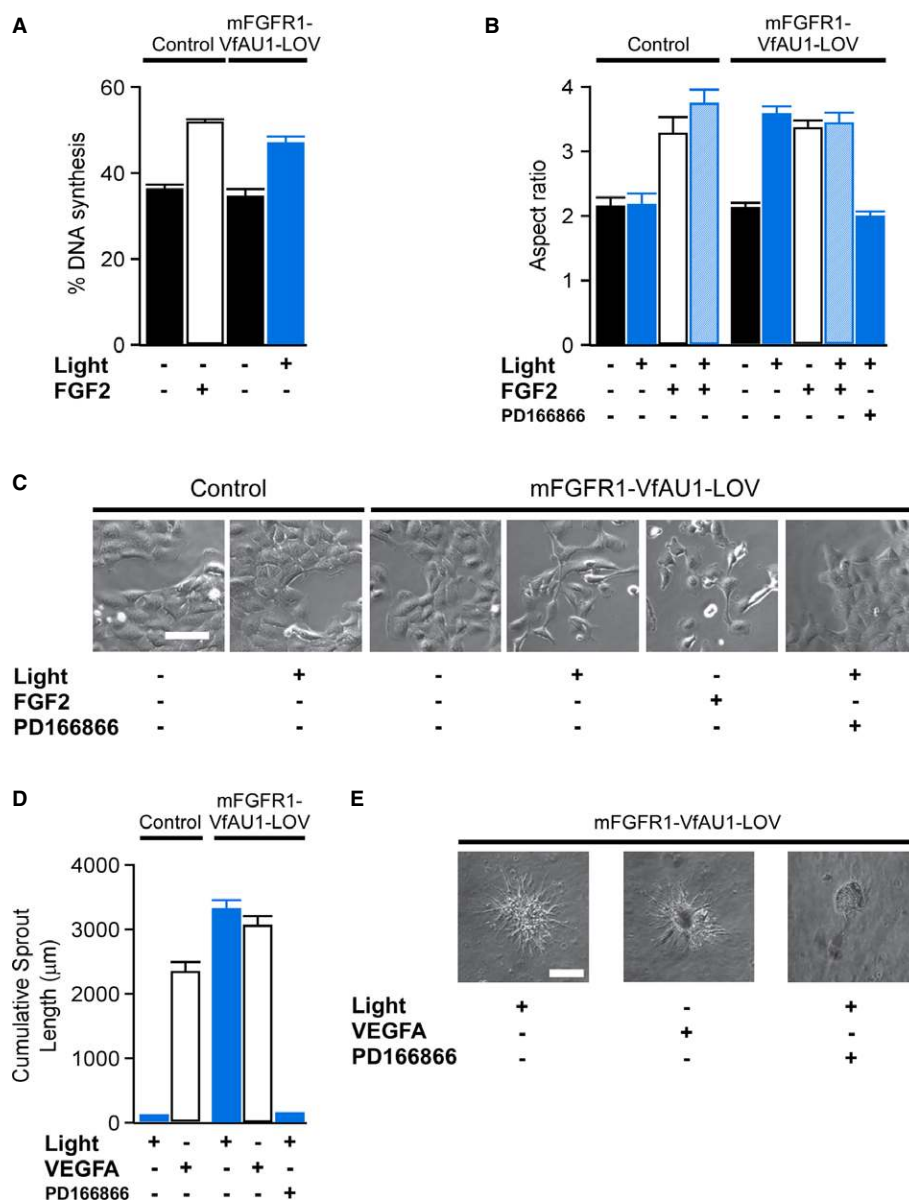 A
Control
mFGFR1-
VfAU1-LOV
% DNA synthesis
60
40
20
0
Light - - - +
FGF2 - + - -
B
Control
mFGFR1-
VfAU1-LOV
Aspect ratio
4
3
2
1
0
Light - + - + - + - + +
FGF2 - - + + - - + + -
PD166866 - - - - - - - - +
C
Control
mFGFR1-VfAU1-LOV
Light - + - + - +
FGF2 - - - - + -
PD166866 - - - - - +
D
Control
mFGFR1-
VfAU1-LOV
Cumulative Sprout
Length (μm)
4000
3000
2000
1000
0
Light + - + - +
VEGFA - + - + -
PD166866 - - - - +
E
mFGFR1-VfAU1-LOV
Light + - +
VEGFA - + -
PD166866 - - +